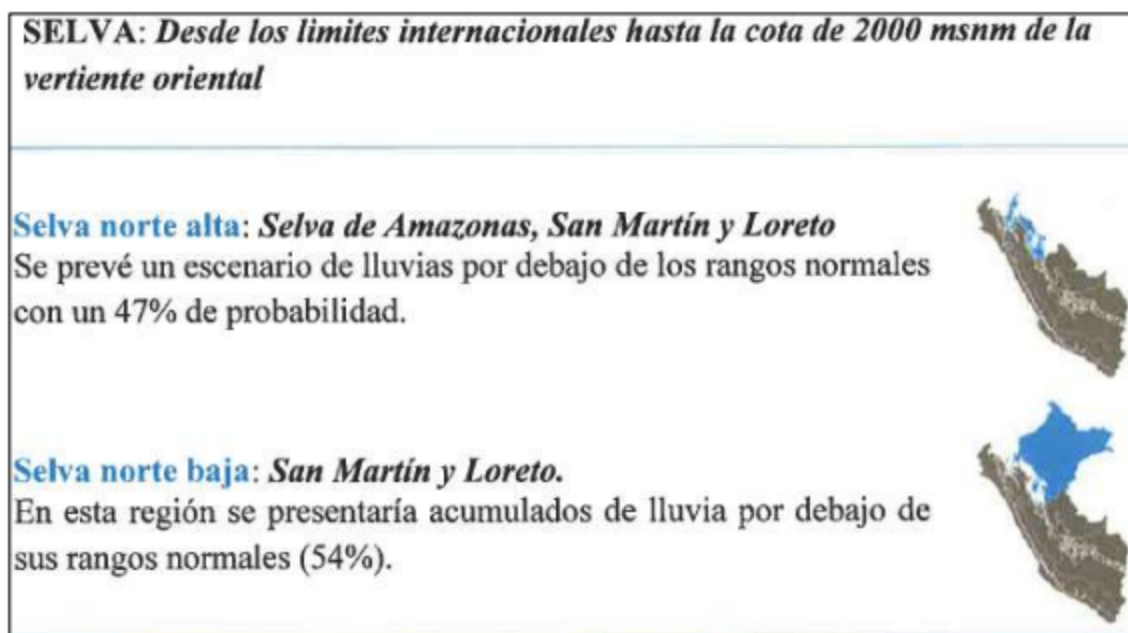 SELVA: Desde los limites internacionales hasta la cota de 2000 msnm de la
vertiente oriental
Selva norte alta: Selva de Amazonas, San Martín y Loreto
Se prevé un escenario de lluvias por debajo de los rangos normales
con un 47% de probabilidad.
Selva norte baja: San Martín y Loreto.
En esta región se presentaría acumulados de lluvia por debajo de
sus rangos normales (54%).